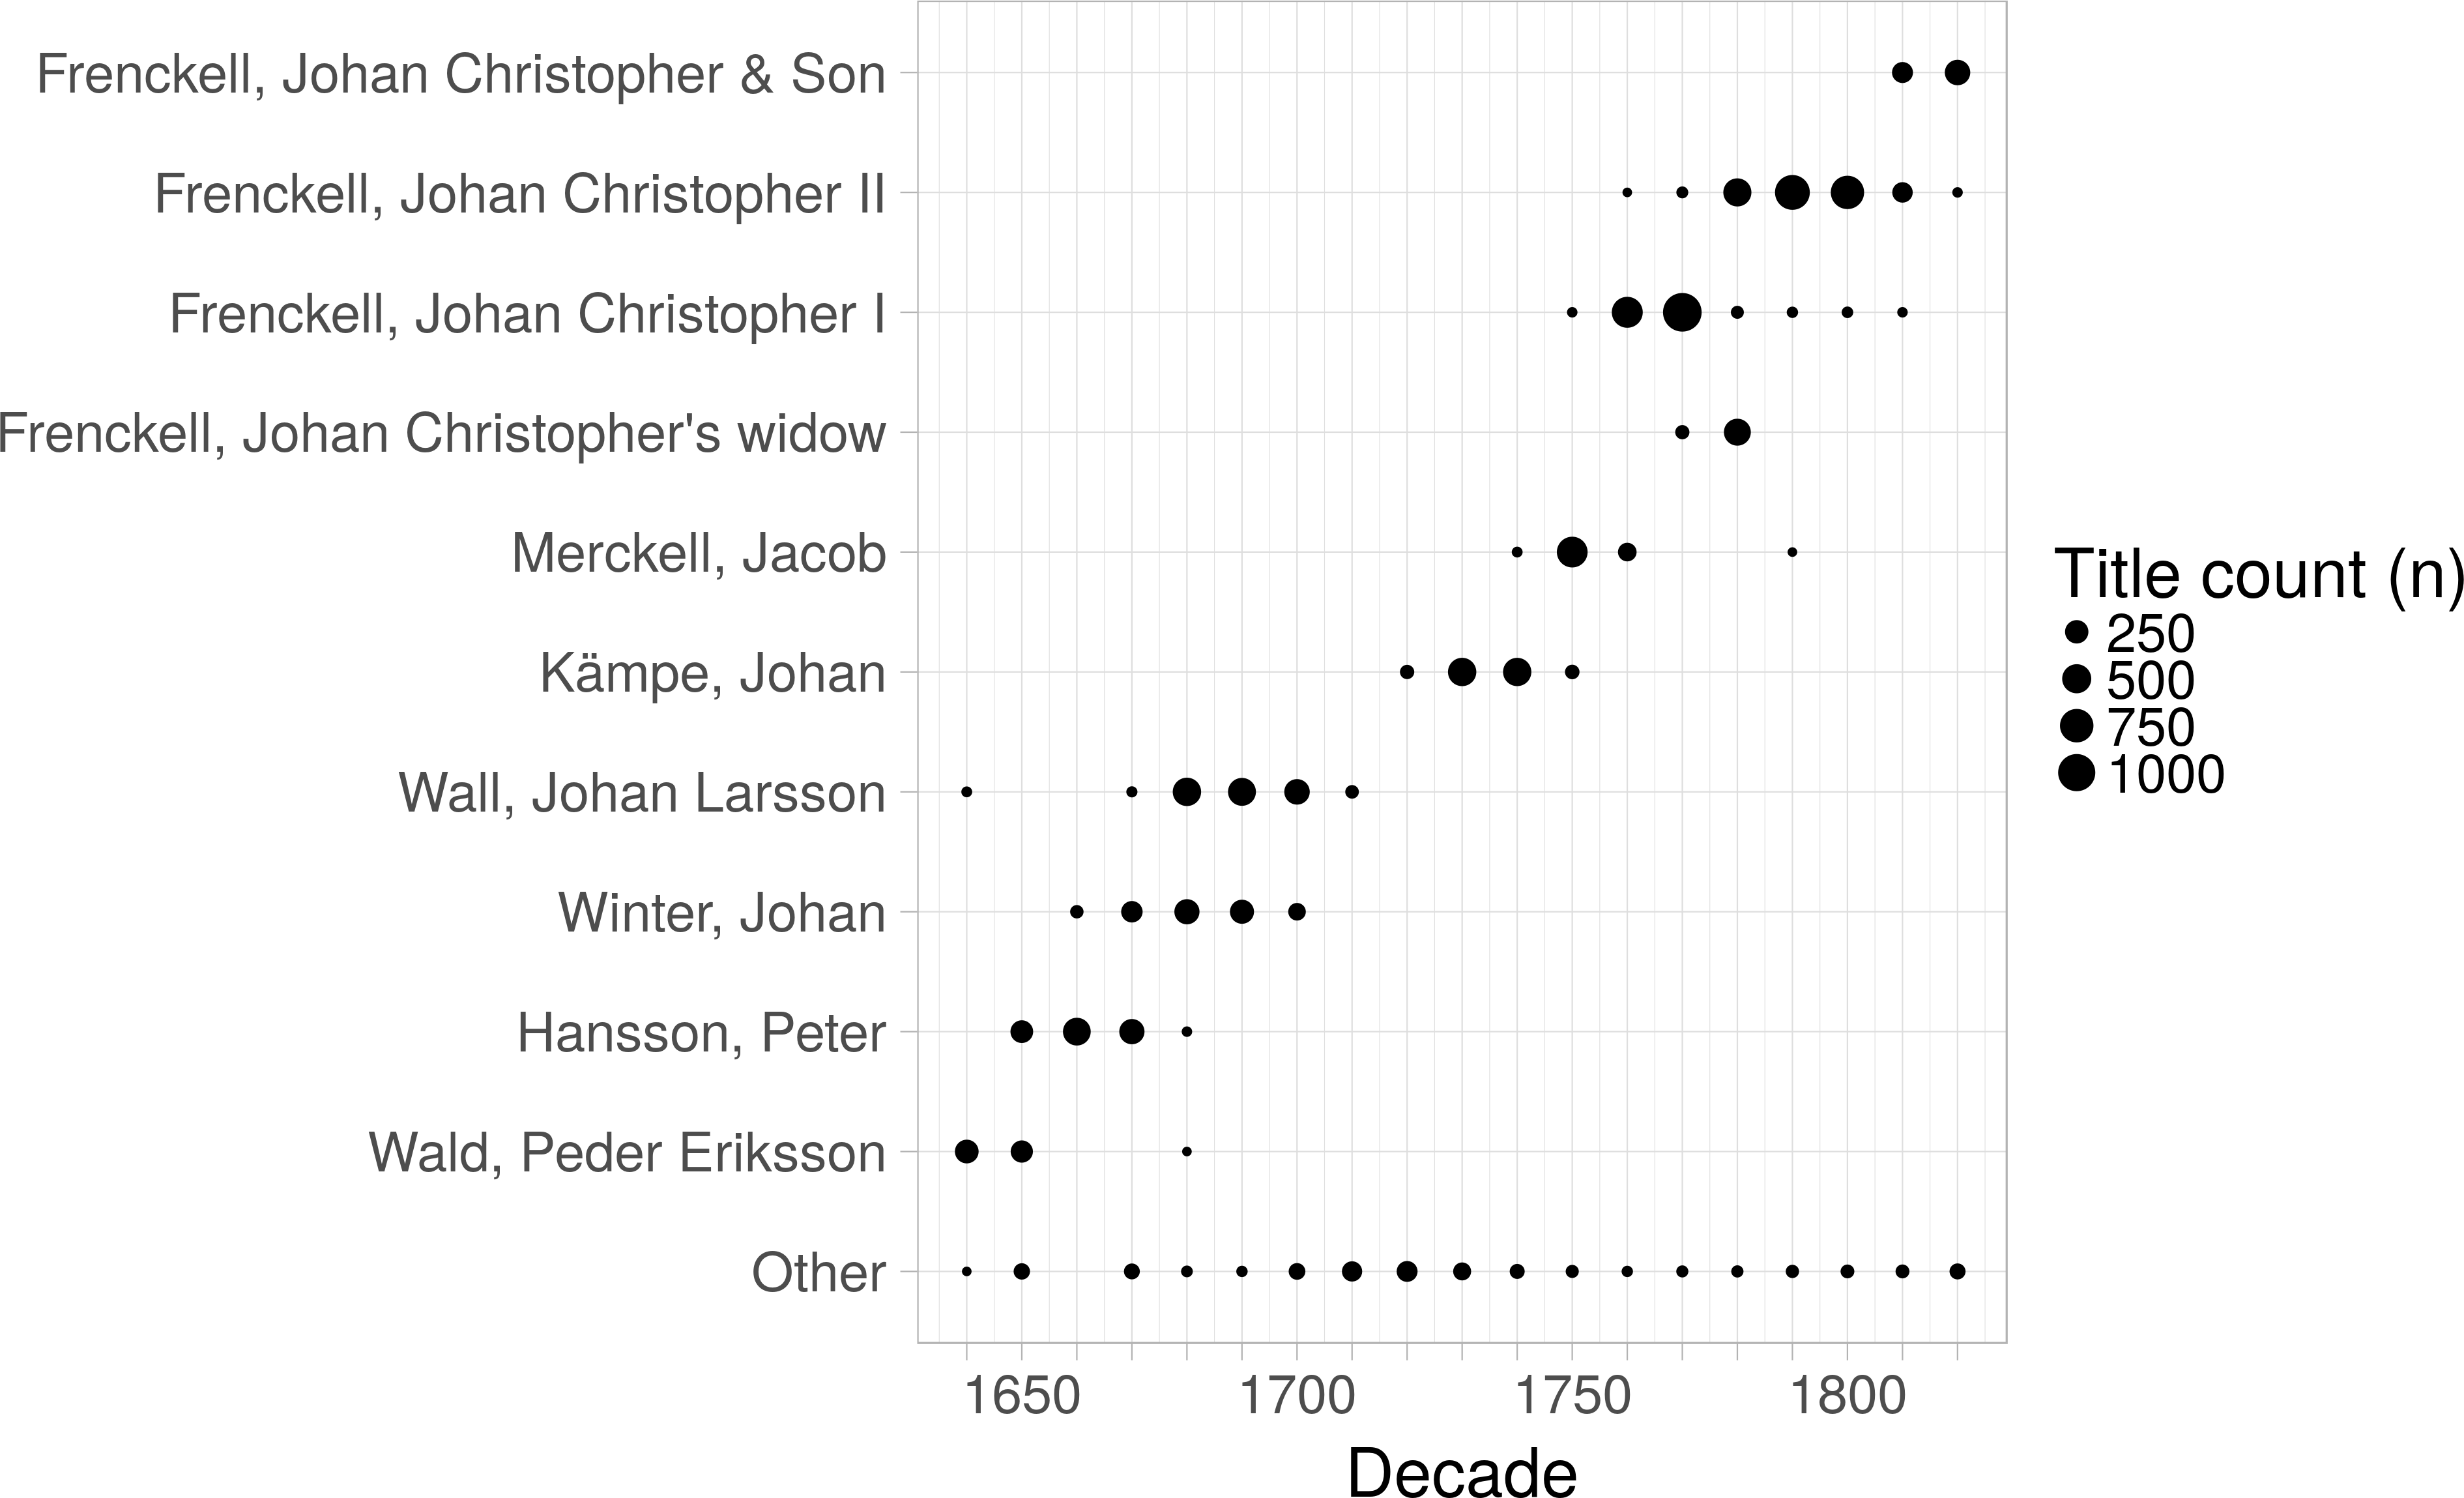 Frenckell, Johan Christopher & Son
Frenckell, Johan Christopher II
Frenckell, Johan Christopher I
Frenckell, Johan Christopher's widow
Merckell, Jacob
Kämpe, Johan
Wall, Johan Larsson
Winter, Johan
Hansson, Peter
Wald, Peder Eriksson
Other
1650 1700 1750 1800
Decade
Title count (n)
250
500
750
1000